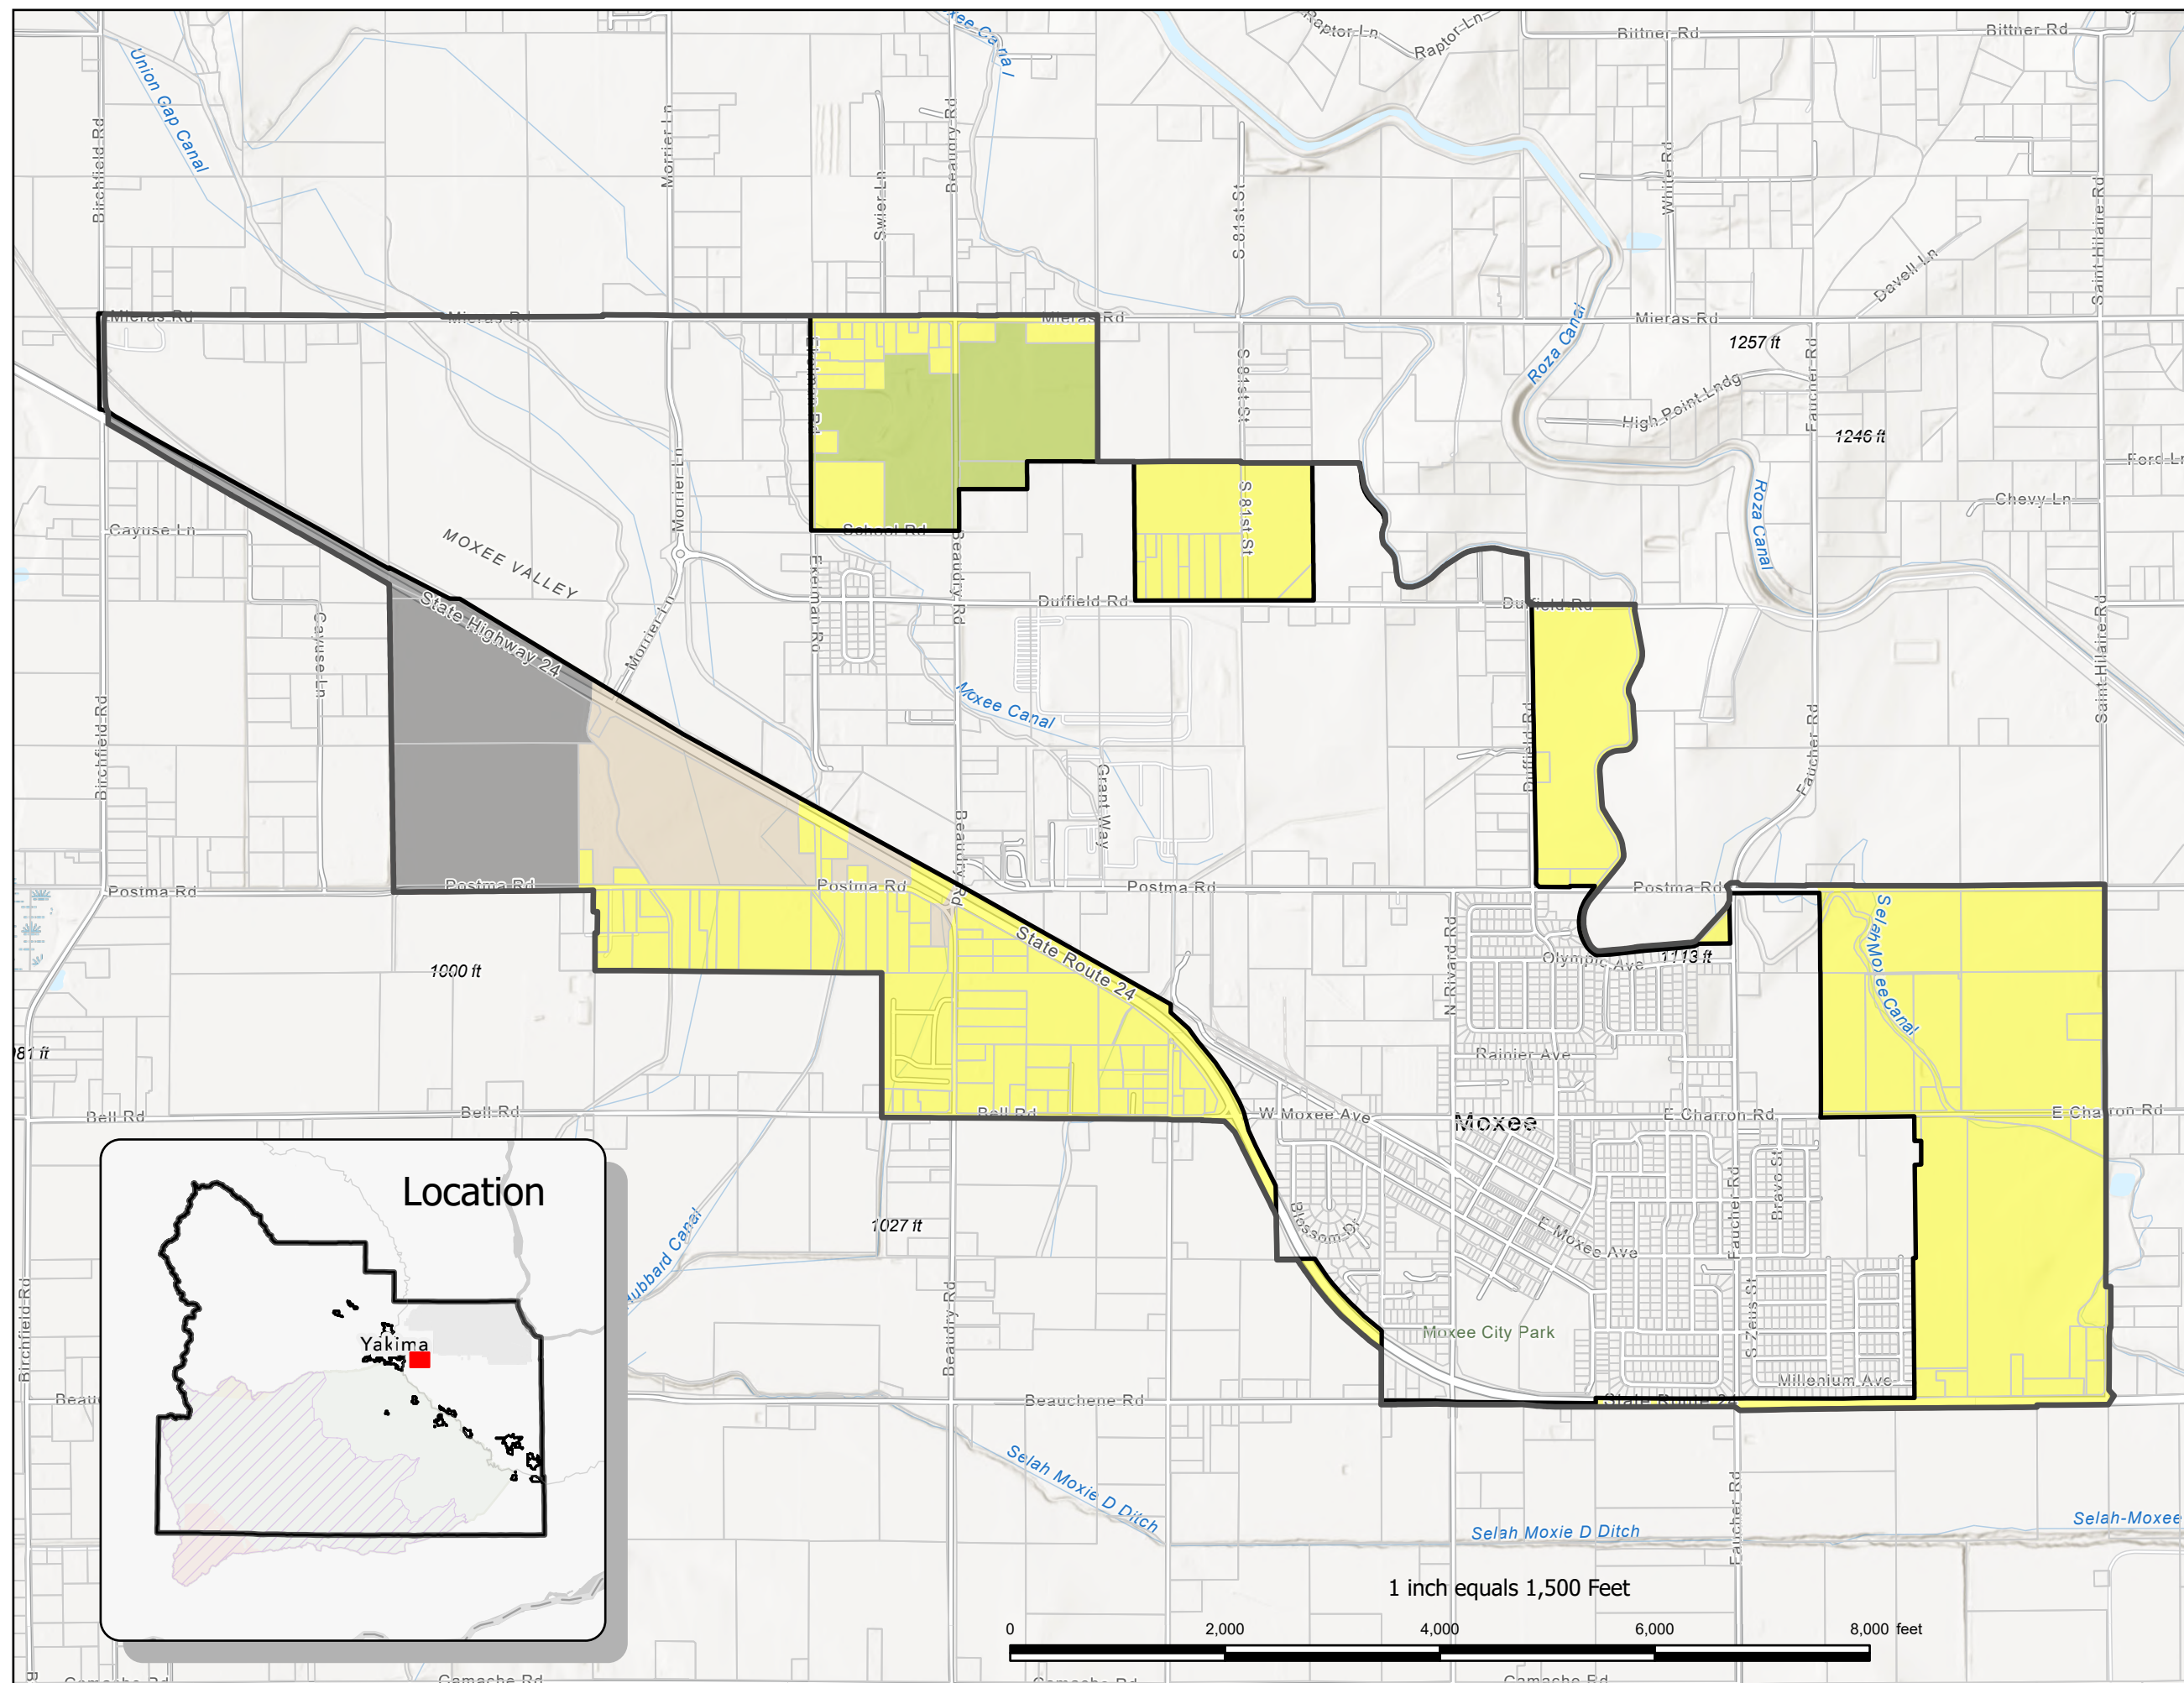 Raptor Ln
Raptor Ln
Bittner Rd
Bittner Rd
Union Gap Canal
Birchfield Rd
Morrier Ln
Swier Ln
Beaudry Rd
S 81st St
White Rd
Saint Hilaire Rd
Davell Ln
Mieras Rd
Mieras Rd
Mieras Rd
Mieras Rd
Roza Canal
1257 ft
Faucher Rd
S 81st St
High Point Lndg
1246 ft
Morrier Ln
Chevy Ln
Roza Canal
S 81st St
Cayuse Ln
MOXEE VALLEY
School Rd
Beaudry Rd
Ekelman Rd
State Highway 24
Duffield Rd
Duffield Rd
Saint Hilaire Rd
Cayuse Ln
Morrier Ln
Moxee Canal
Birchfield Rd
Duffield Rd
Faucher Rd
Grant Way
Beaudry Rd
Postma Rd
Postma Rd
Postma Rd
Postma Rd
Postma Rd
Selah Moxee Canal
N Rivard Rd
State Route 24
Olympic Ave
1113 ft
1000 ft
Rainier Ave
Bell Rd
Bell Rd
Bell Rd
W Moxee Ave
Moxee
E Charron Rd
E Charron Rd
Location
Yakima
Hubbard Canal
1027 ft
Blossom Dr
E Moxee Ave
Faucher Rd
Bravo St
Birchfield Rd
Beaudry Rd
Moxee City Park
S Zeus St
Millenium Ave
Beauchene Rd
State Route 24
Selah Moxie D Ditch
Selah Moxie D Ditch
Selah-Moxee
Faucher Rd
1 inch equals 1,500 Feet
0 2,000 4,000 6,000 8,000 feet
Gamache Rd
Gamache Rd
Gamache Rd
Gamache Rd